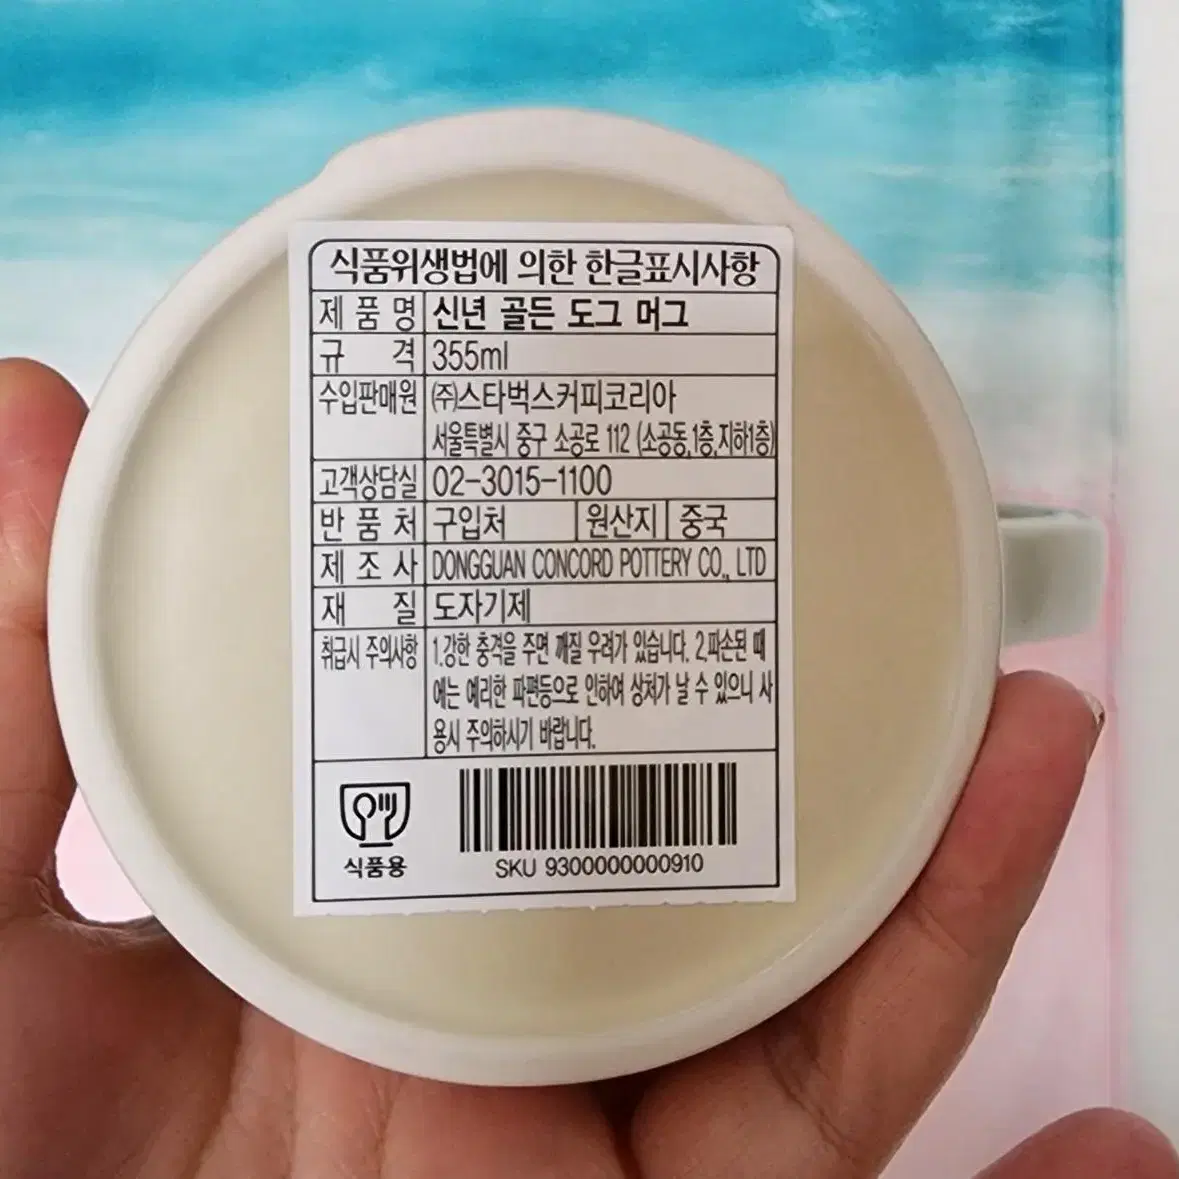 식품위생법에 의한 한글표시사항
제 품 명 신년 골든 도그 머그
규 격 355ml
수입판매원 ㈜스타벅스커피코리아
서울특별시 중구 소공로 112 (소공동,1층,지하1층)
고객상담실 02-3015-1100
반 품 처 구입처 원산지 중국
제 조 사 DONGGUAN CONCORD POTTERY CO., LTD
재 질 도자기제
취급시 주의사항 1.강한 충격을 주면 깨질 우려가 있습니다. 2.파손된 때
에는 예리한 파편등으로 인하여 상처가 날 수 있으니 사
용시 주의하시기 바랍니다.
식품용
SKU 9300000000910